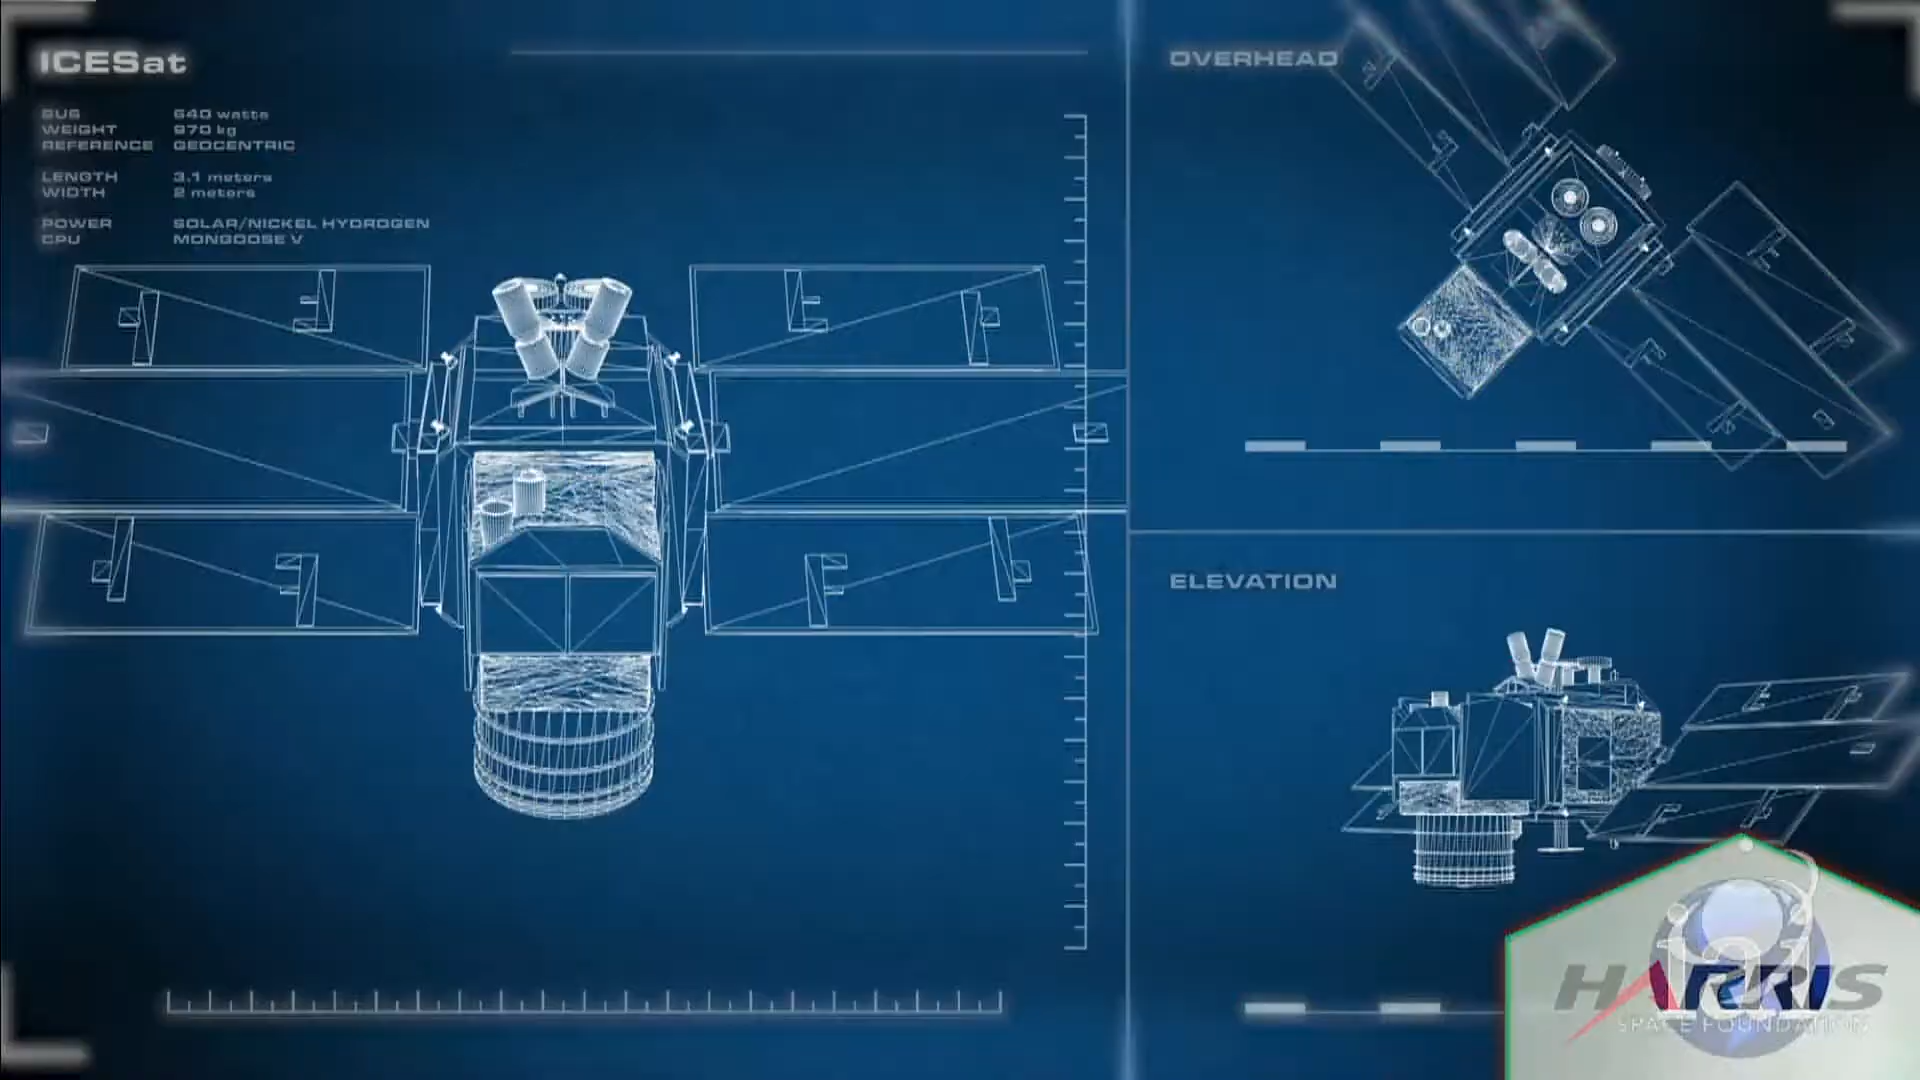 ICESat
BUS 640 watts
WEIGHT 970 kg
REFERENCE GEOCENTRIC
LENGTH 3.1 meters
WIDTH 2 meters
POWER SOLAR/NICKEL HYDROGEN
CPU MONGOOSE V
OVERHEAD
ELEVATION
HARRIS
SPACE FOUNDATION